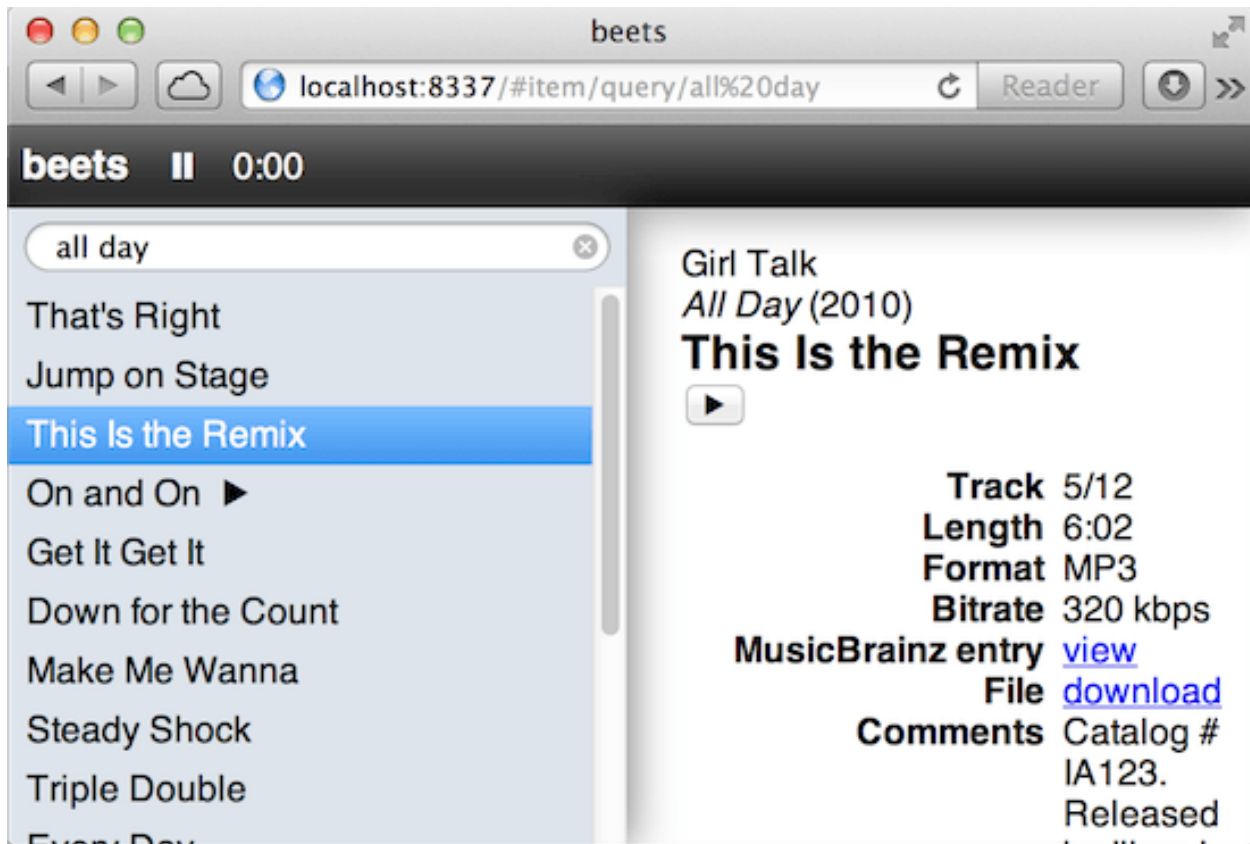 beets
localhost:8337/#item/query/all%20day
Reader
beets 0:00
all day
That's Right
Jump on Stage
This Is the Remix
On and On
Get It Get It
Down for the Count
Make Me Wanna
Steady Shock
Triple Double
Every Day
Girl Talk
All Day (2010)
This Is the Remix
Track 5/12
Length 6:02
Format MP3
Bitrate 320 kbps
MusicBrainz entry view
File download
Comments Catalog #
IA123.
Released